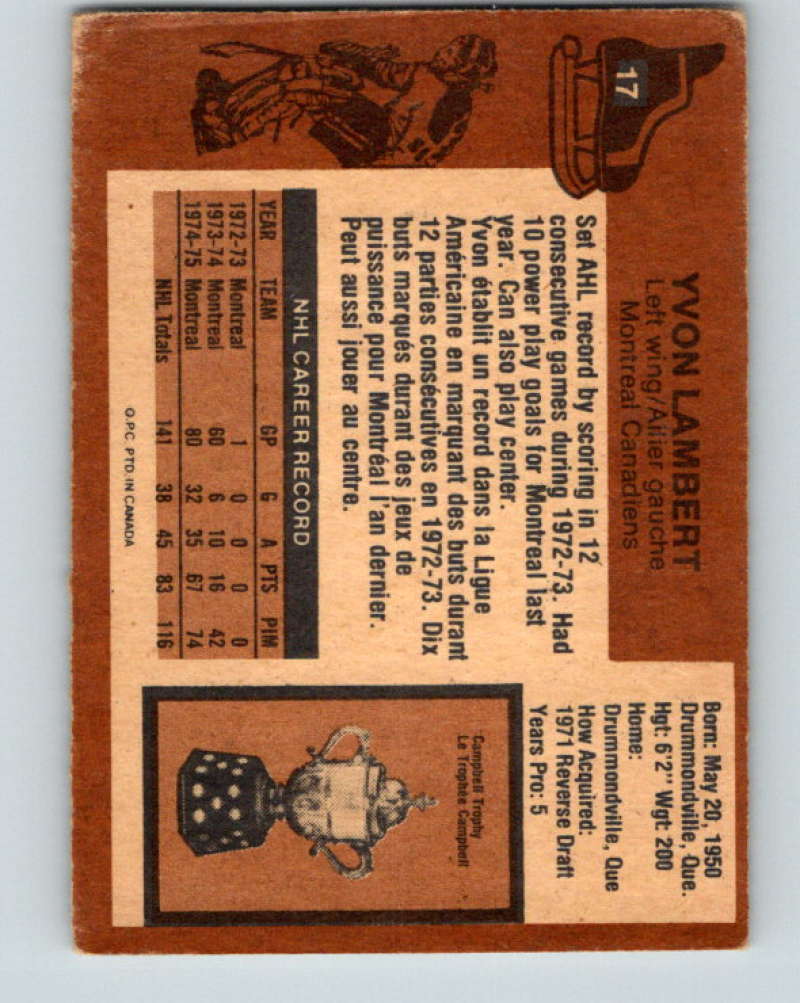 17
YVON LAMBERT
Left wing/Ailier gauche
Montreal Canadiens
Set AHL record by scoring in 12
consecutive games during 1972-73. Had
10 power play goals for Montreal last
year. Can also play center.
Yvon établit un record dans la Ligue
Américaine en marquant des buts durant
12 parties consécutives en 1972-73. Dix
buts marqués durant des jeux de
puissance pour Montréal l'an dernier.
Peut aussi jouer au centre.
NHL CAREER RECORD
YEAR TEAM GP G A PTS PIM
1972-73 Montreal 1 0 0 0 0
1973-74 Montreal 60 6 10 16 42
1974-75 Montreal 80 32 35 67 74
NHL Totals 141 38 45 83 116
O.P.C. PTD. IN CANADA
Born: May 20, 1950
Drummondville, Que.
Hgt: 6'2" Wgt: 200
Home:
Drummondville, Que
How Acquired:
1971 Reverse Draft
Years Pro: 5
Campbell Trophy
Le Trophée Campbell